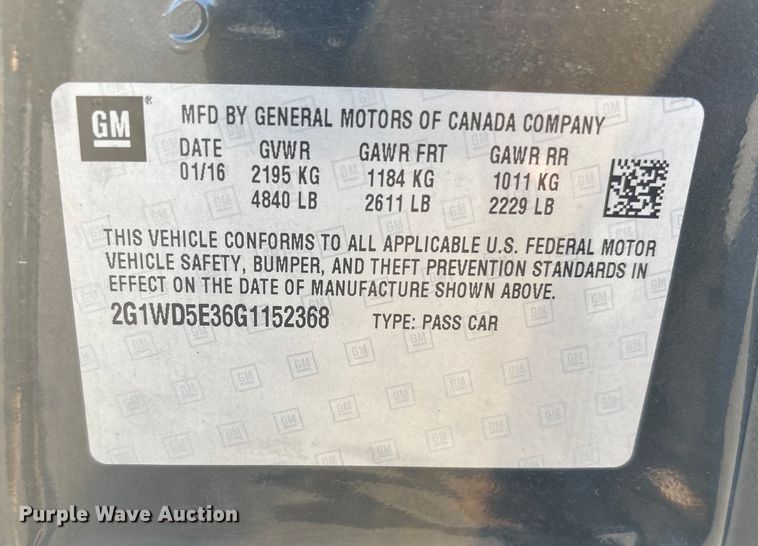 GM ® MFD BY GENERAL MOTORS OF CANADA COMPANY
DATE GVWR GAWR FRT GAWR RR
01/16 2195 KG 1184 KG 1011 KG
4840 LB 2611 LB 2229 LB
THIS VEHICLE CONFORMS TO ALL APPLICABLE U.S. FEDERAL MOTOR
VEHICLE SAFETY, BUMPER, AND THEFT PREVENTION STANDARDS IN
EFFECT ON THE DATE OF MANUFACTURE SHOWN ABOVE.
2G1WD5E36G1152368 TYPE: PASS CAR
Purple Wave Auction